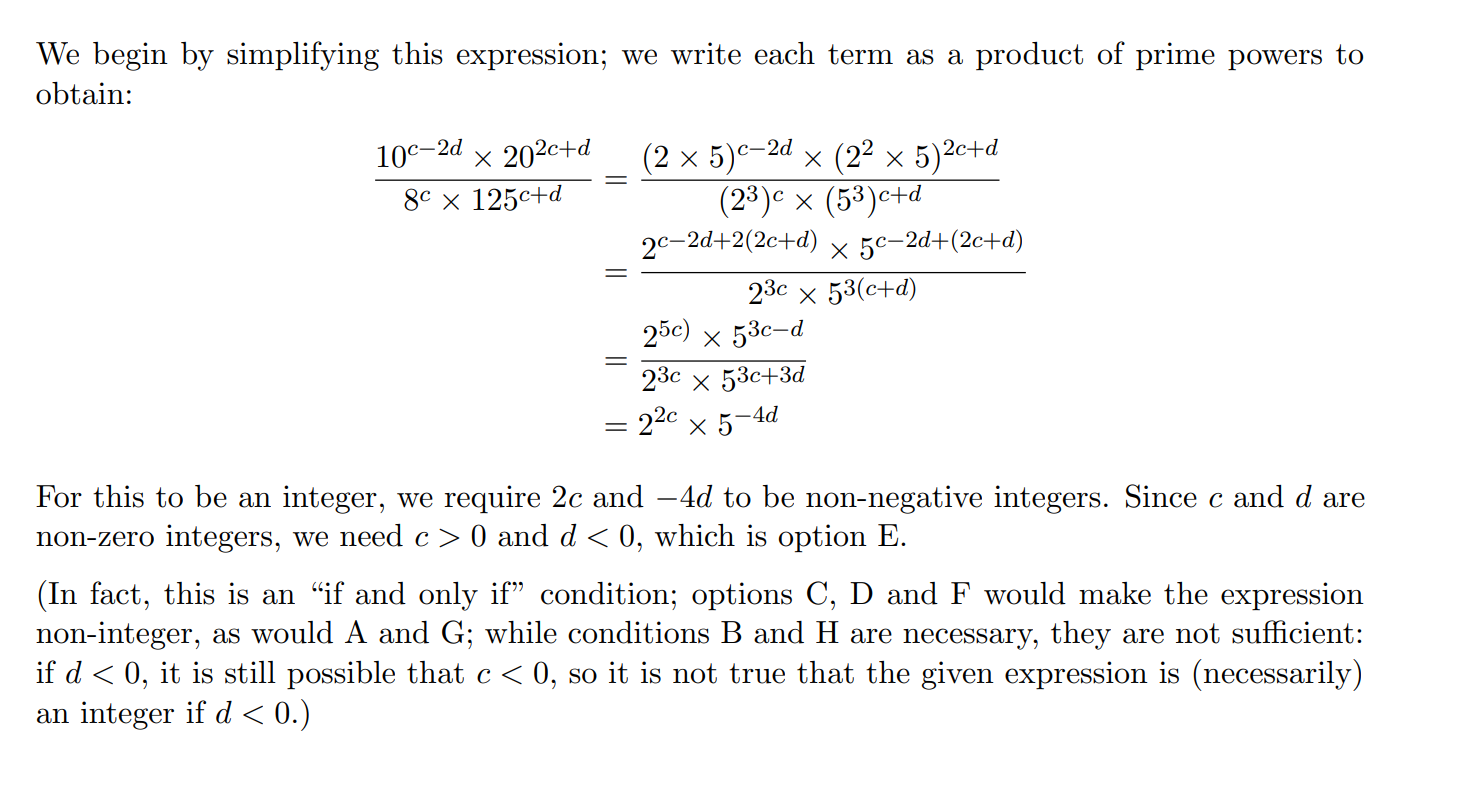 We begin by simplifying this expression; we write each term as a product of prime powers to
obtain:
\frac{10^{c-2d} \times 20^{2c+d}}{8^c \times 125^{c+d}} = \frac{(2 \times 5)^{c-2d} \times (2^2 \times 5)^{2c+d}}{(2^3)^c \times (5^3)^{c+d}}
= \frac{2^{c-2d+2(2c+d)} \times 5^{c-2d+(2c+d)}}{2^{3c} \times 5^{3(c+d)}}
= \frac{2^{5c)} \times 5^{3c-d}}{2^{3c} \times 5^{3c+3d}}
= 2^{2c} \times 5^{-4d}
For this to be an integer, we require 2c and −4d to be non-negative integers. Since c and d are
non-zero integers, we need c > 0 and d < 0, which is option E.
(In fact, this is an “if and only if” condition; options C, D and F would make the expression
non-integer, as would A and G; while conditions B and H are necessary, they are not sufficient:
if d < 0, it is still possible that c < 0, so it is not true that the given expression is (necessarily)
an integer if d < 0.)